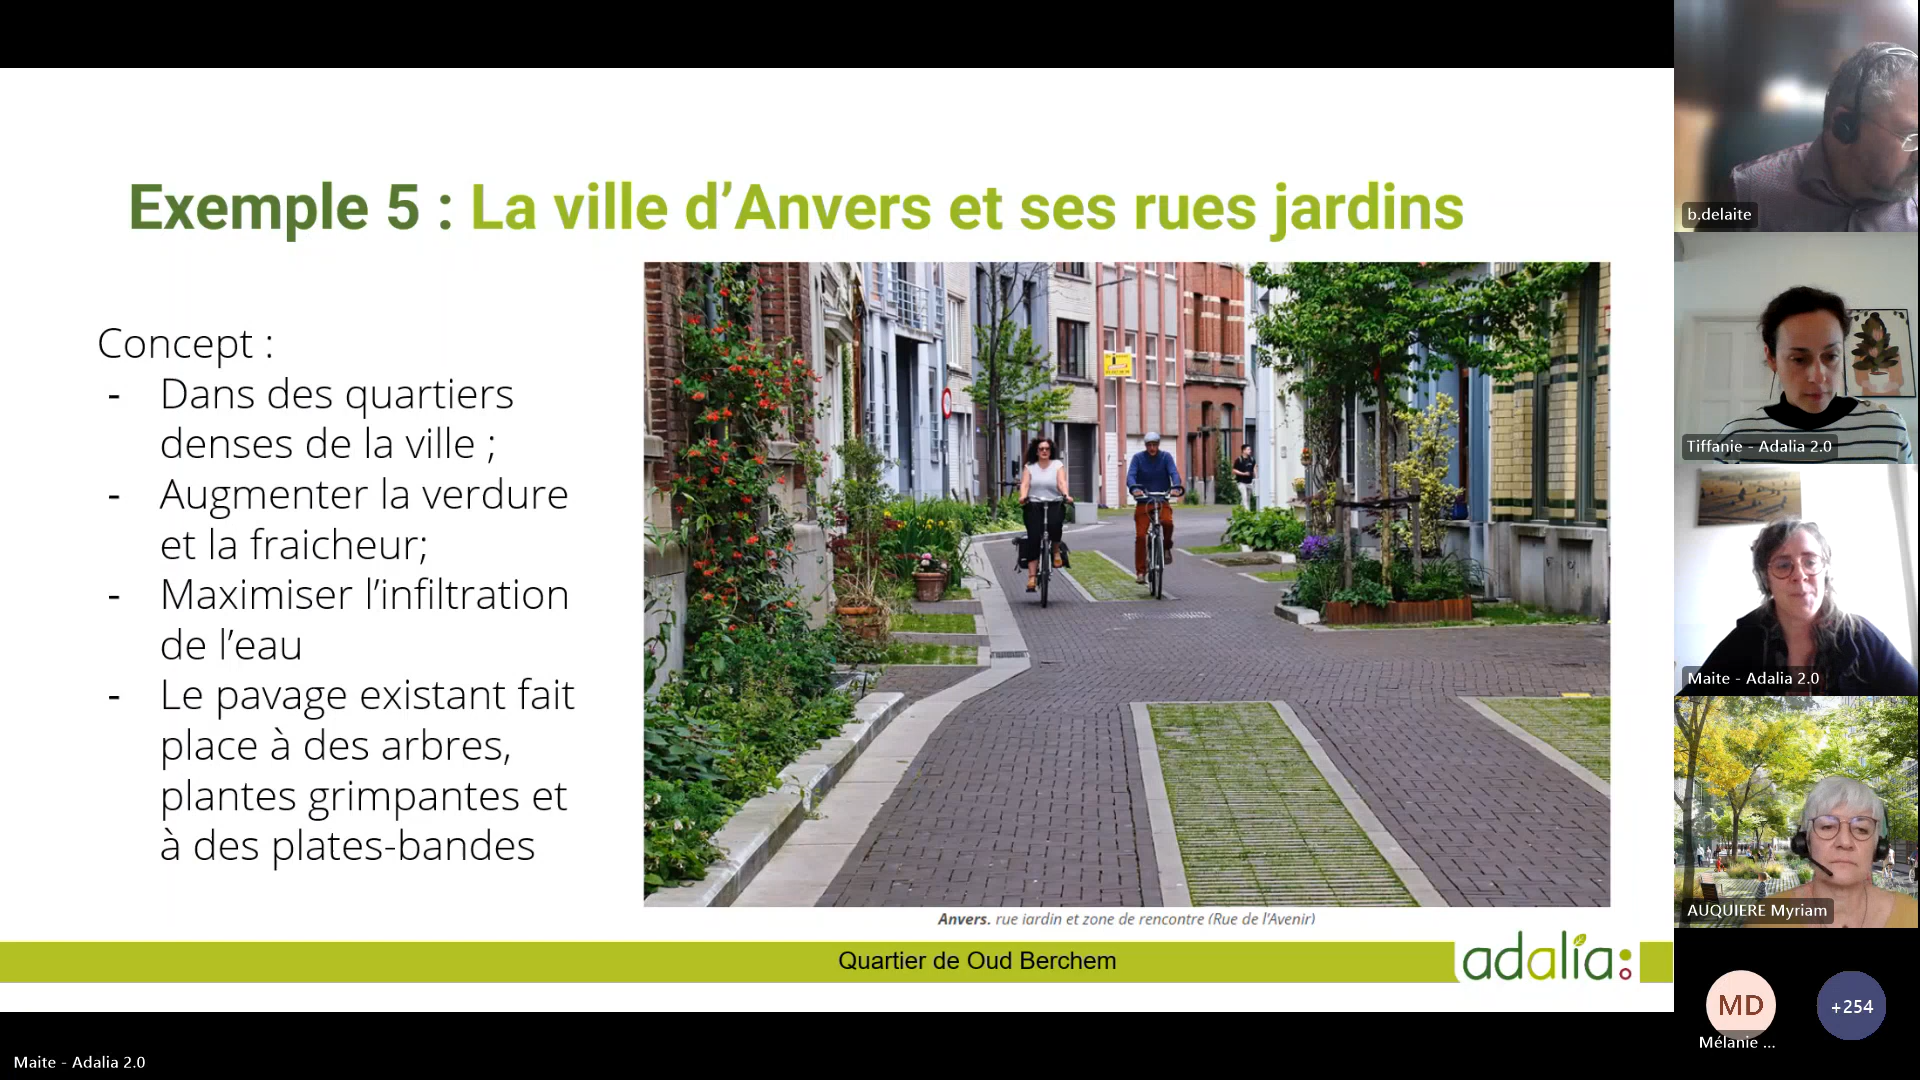 Exemple 5 : La ville d’Anvers et ses rues jardins
Concept :
- Dans des quartiers
denses de la ville ;
- Augmenter la verdure
et la fraicheur;
- Maximiser l’infiltration
de l’eau
- Le pavage existant fait
place à des arbres,
plantes grimpantes et
à des plates-bandes
Anvers. rue jardin et zone de rencontre (Rue de l’Avenir)
Quartier de Oud Berchem
adalia
b.delaite
Tiffanie - Adalia 2.0
Maite - Adalia 2.0
AUQUIERE Myriam
MD
Mélanie ...
+254
Maite - Adalia 2.0